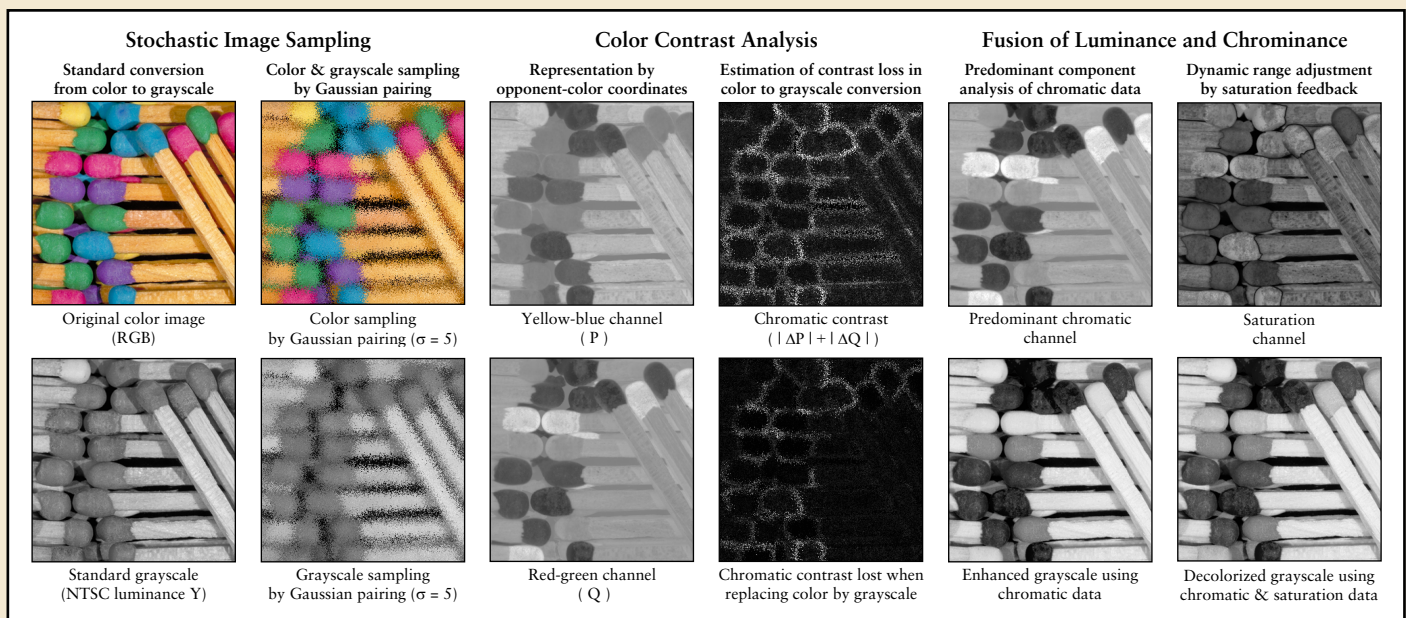 Stochastic Image Sampling
Color Contrast Analysis
Fusion of Luminance and Chrominance
Standard conversion
from color to grayscale
Color & grayscale sampling
by Gaussian pairing
Representation by
opponent-color coordinates
Estimation of contrast loss in
color to grayscale conversion
Predominant component
analysis of chromatic data
Dynamic range adjustment
by saturation feedback
Original color image
(RGB)
Color sampling
by Gaussian pairing (σ = 5)
Yellow-blue channel
( P )
Chromatic contrast
( | ΔP | + | ΔQ | )
Predominant chromatic
channel
Saturation
channel
Standard grayscale
(NTSC luminance Y)
Grayscale sampling
by Gaussian pairing (σ = 5)
Red-green channel
( Q )
Chromatic contrast lost when
replacing color by grayscale
Enhanced grayscale using
chromatic data
Decolorized grayscale using
chromatic & saturation data